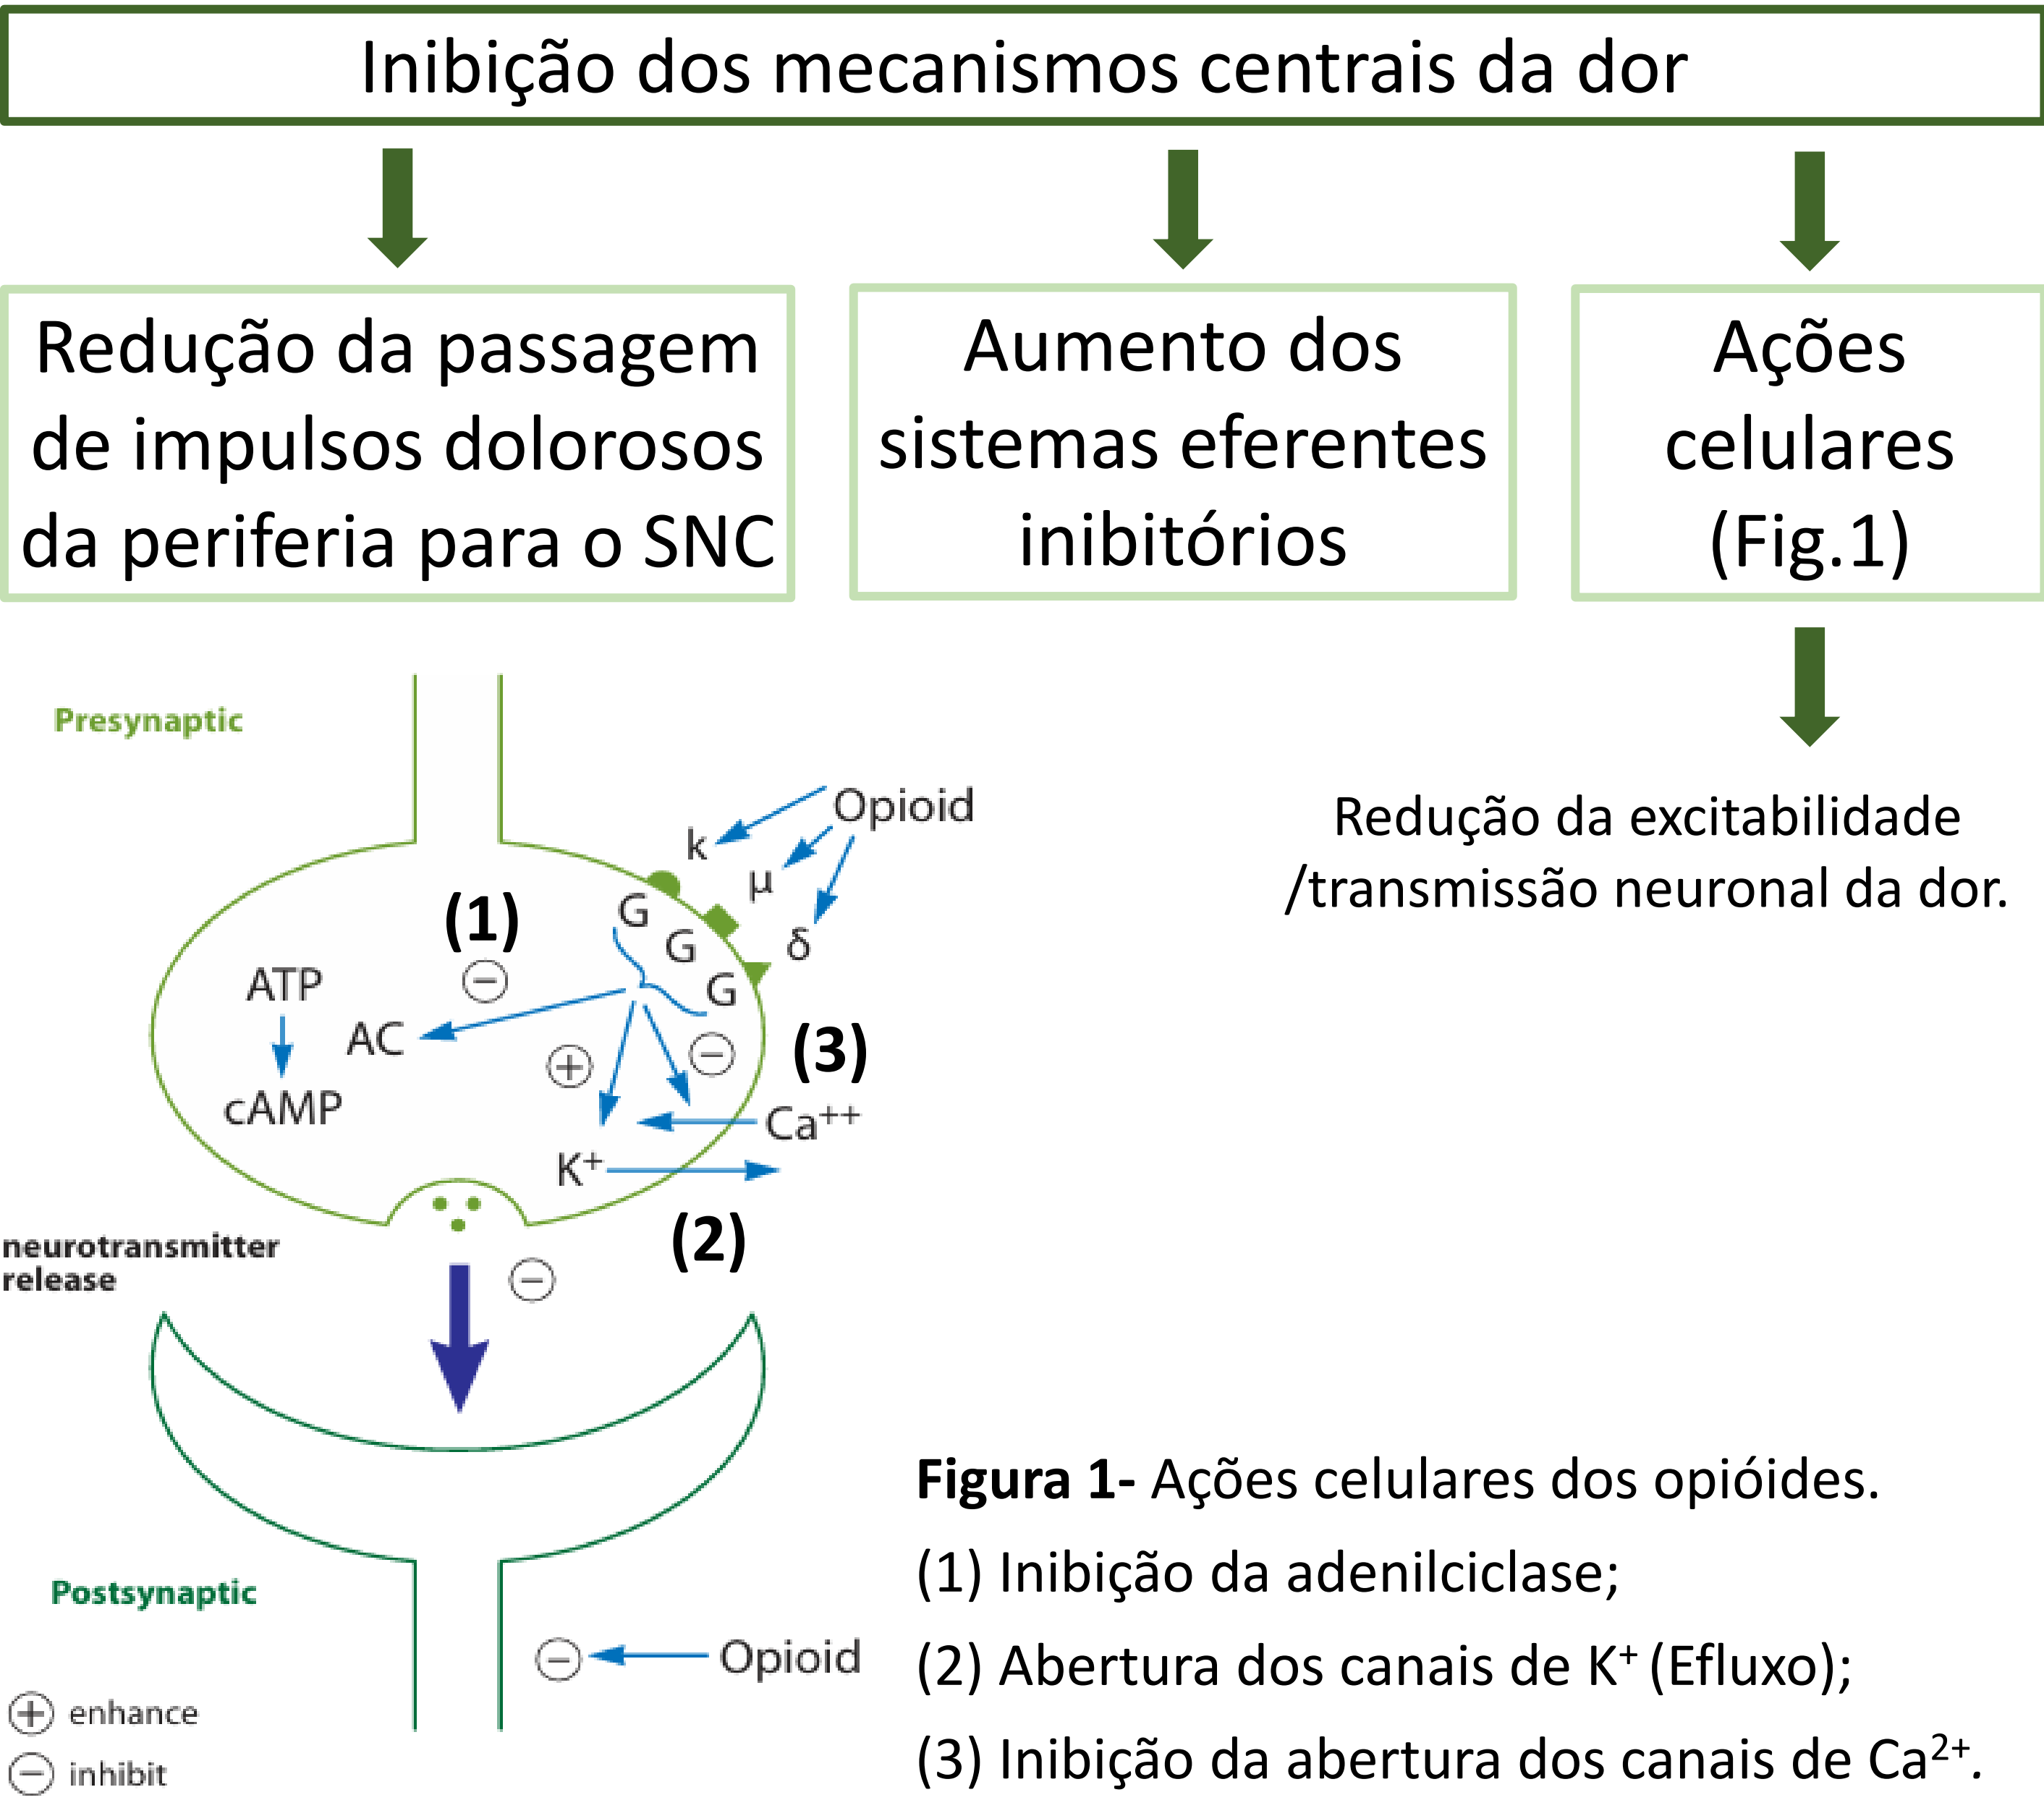 Inibição dos mecanismos centrais da dor
Redução da passagem
de impulsos dolorosos
da periferia para o SNC
Aumento dos
sistemas eferentes
inibitórios
Ações
celulares
(Fig.1)
Redução da excitabilidade
/transmissão neuronal da dor.
Presynaptic
Opioid
k
μ
δ
G
G
G
(1)
−
ATP
AC
cAMP
+
−
(3)
Ca⁺⁺
K⁺
(2)
neurotransmitter
release
−
Postsynaptic
− Opioid
+ enhance
− inhibit
Figura 1- Ações celulares dos opióides.
(1) Inibição da adenilciclase;
(2) Abertura dos canais de K⁺ (Efluxo);
(3) Inibição da abertura dos canais de Ca²⁺.